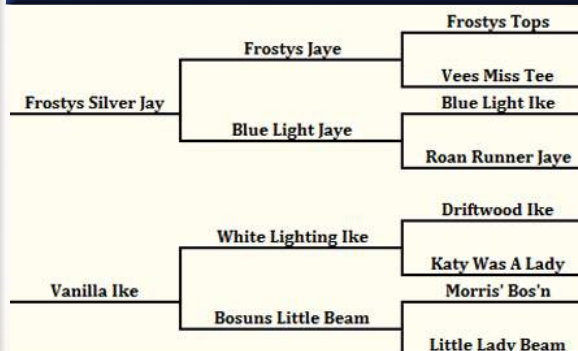 Frostys Tops
Frostys Jaye
Vees Miss Tee
Frostys Silver Jay
Blue Light Ike
Blue Light Jaye
Roan Runner Jaye
Driftwood Ike
White Lighting Ike
Katy Was A Lady
Vanilla Ike
Morris' Bos'n
Bosuns Little Beam
Little Lady Beam